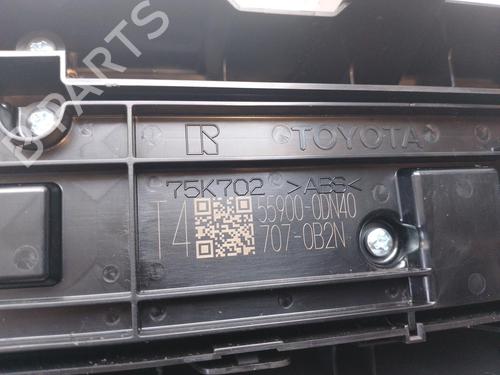 R TOYOTA
75K702 >ABS<
T4 55900-0DN40
707-0B2N
B-PARTS